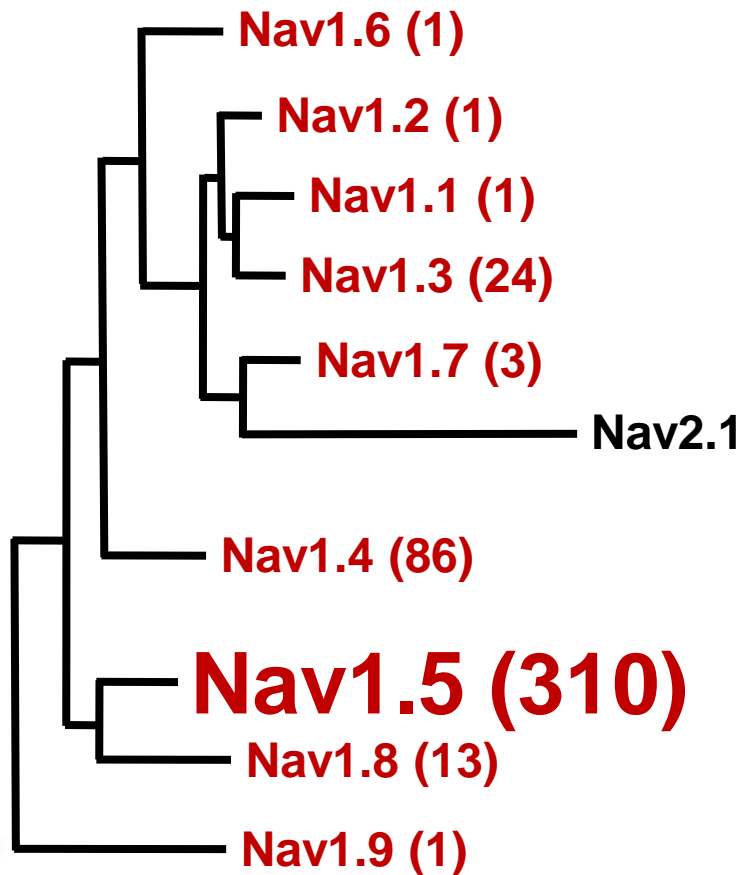 Nav1.6 (1)
Nav1.2 (1)
Nav1.1 (1)
Nav1.3 (24)
Nav1.7 (3)
Nav2.1
Nav1.4 (86)
Nav1.5 (310)
Nav1.8 (13)
Nav1.9 (1)